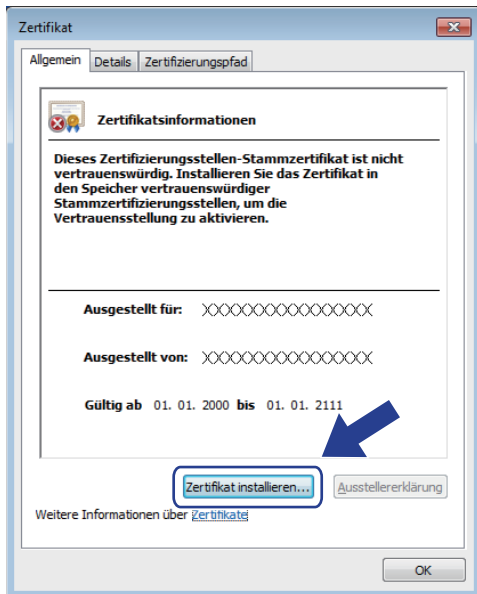 Zertifikat
Allgemein Details Zertifizierungspfad
Zertifikatsinformationen
Dieses Zertifizierungsstellen-Stammzertifikat ist nicht
vertrauenswürdig. Installieren Sie das Zertifikat in
den Speicher vertrauenswürdiger
Stammzertifizierungsstellen, um die
Vertrauensstellung zu aktivieren.
Ausgestellt für: XXXXXXXXXXXXXXXXX
Ausgestellt von: XXXXXXXXXXXXXXXXX
Gültig ab 01. 01. 2000 bis 01. 01. 2111
Zertifikat installieren... Ausstellererklärung
Weitere Informationen über Zertifikate
OK